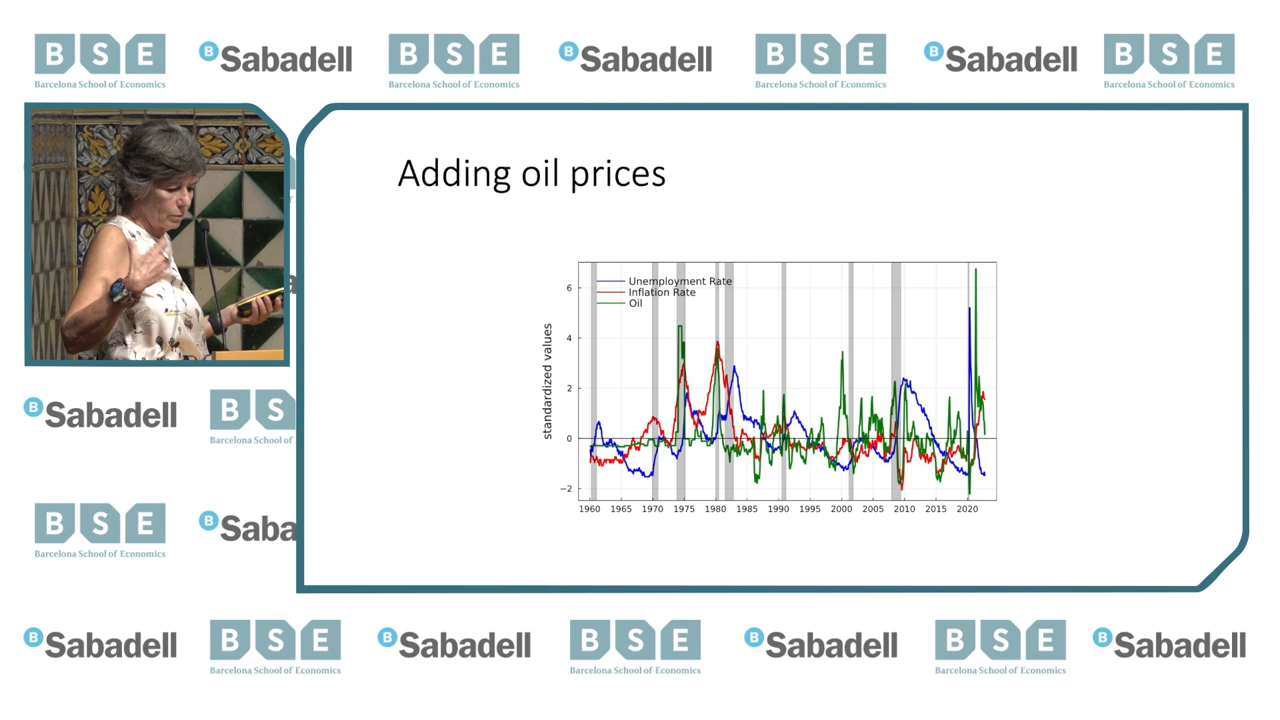 BSE Sabadell BSE Sabadell BSE Sabadell BSE
Barcelona School of Economics Barcelona School of Economics Barcelona School of Economics Barcelona School of Economics
Adding oil prices
Unemployment Rate
Inflation Rate
Oil
standardized values
6
4
2
0
−2
1960 1965 1970 1975 1980 1985 1990 1995 2000 2005 2010 2015 2020
Sabadell BS
Barcelona School of
BSE Saba
Barcelona School of Economics
Sabadell BSE Sabadell BSE Sabadell BSE Sabadell
Barcelona School of Economics Barcelona School of Economics Barcelona School of Economics